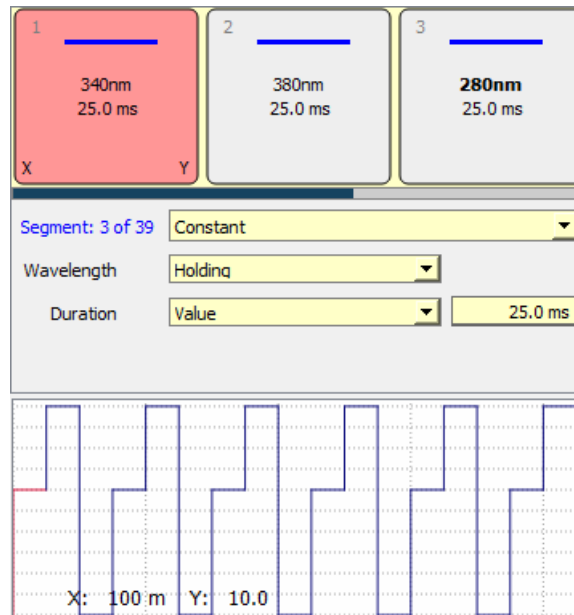 1 2 3
340nm 380nm 280nm
25.0 ms 25.0 ms 25.0 ms
X Y
Segment: 3 of 39 Constant
Wavelength Holding
Duration Value 25.0 ms
X: 100 m Y: 10.0